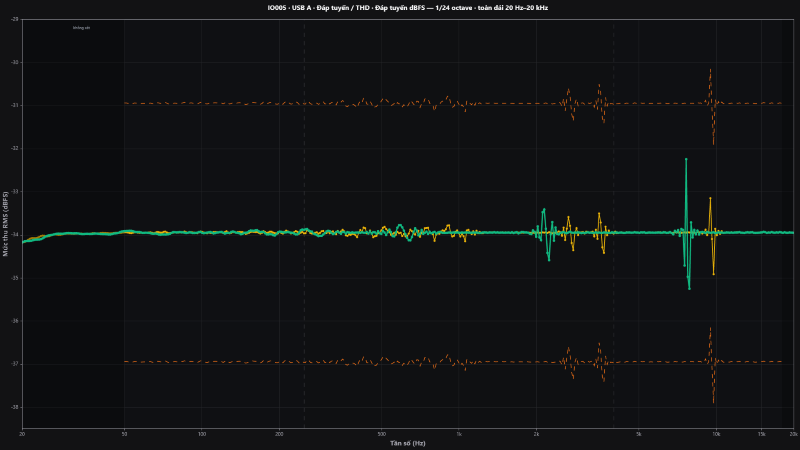 IO005 - USB A - Đáp tuyến / THD - Đáp tuyến dBFS — 1/24 octave - toàn dải 20 Hz–20 kHz
-29
không xét
-30
-31
-32
-33
-34
-35
-36
-37
-38
Mức thu RMS (dBFS)
20 50 100 200 500 1k 2k 5k 10k 15k 20k
Tần số (Hz)